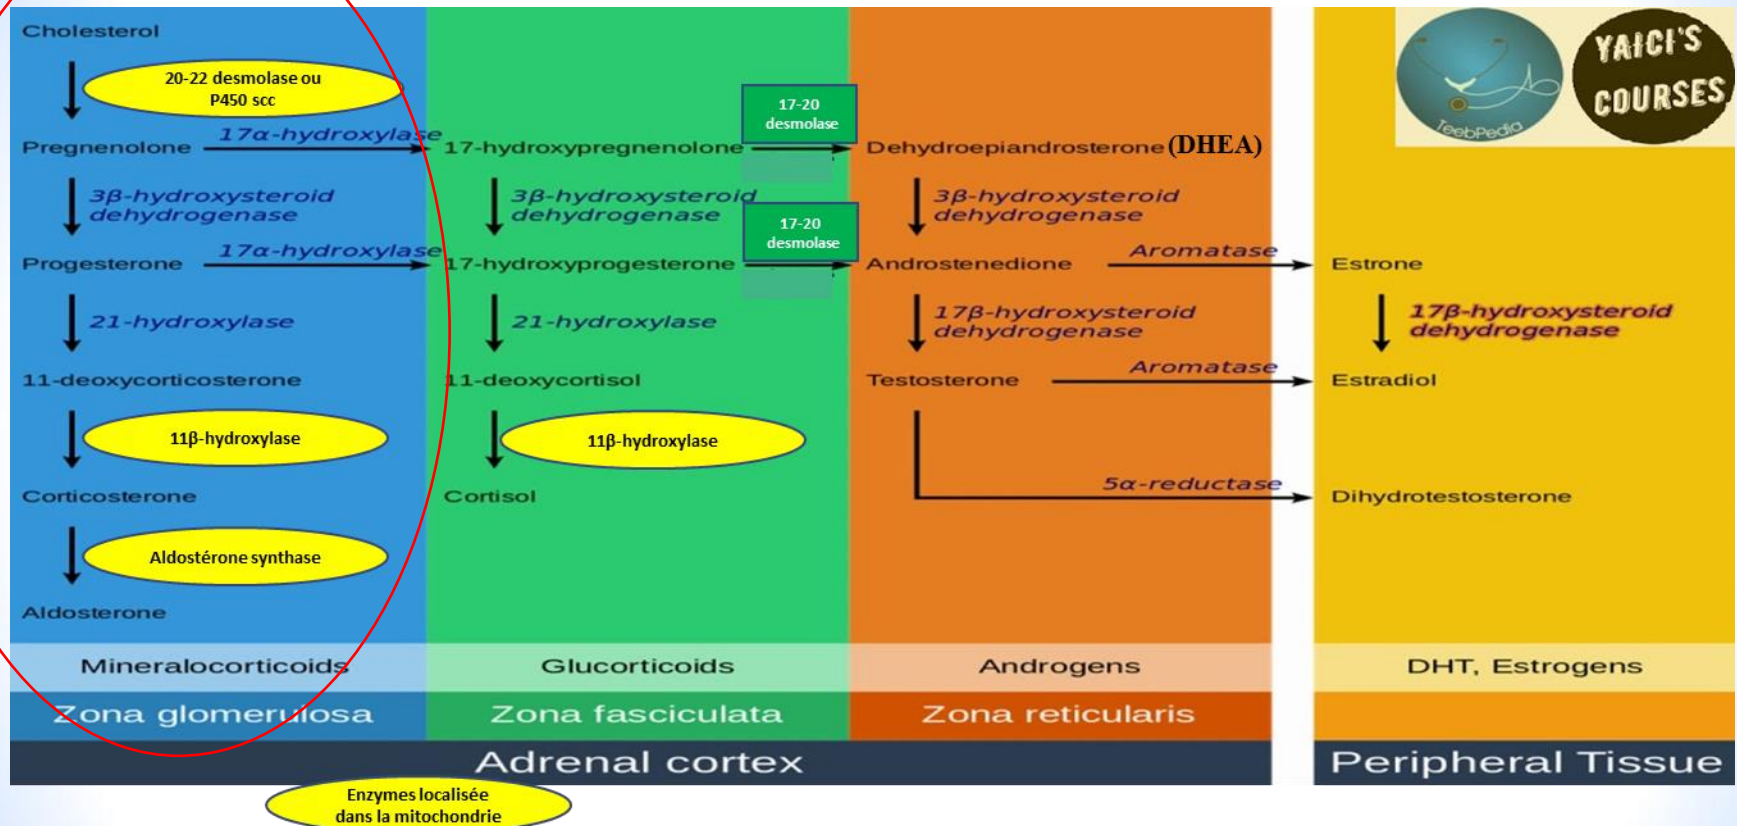 Cholesterol
20-22 desmolase ou
P450 scc
Pregnenolone
17α-hydroxylase
17-hydroxypregnenolone
17-20
desmolase
Dehydroepiandrosterone (DHEA)
3β-hydroxysteroid
dehydrogenase
3β-hydroxysteroid
dehydrogenase
3β-hydroxysteroid
dehydrogenase
Progesterone
17α-hydroxylase
17-hydroxyprogesterone
17-20
desmolase
Androstenedione
Aromatase
Estrone
21-hydroxylase
21-hydroxylase
17β-hydroxysteroid
dehydrogenase
17β-hydroxysteroid
dehydrogenase
11-deoxycorticosterone
11-deoxycortisol
Testosterone
Aromatase
Estradiol
11β-hydroxylase
11β-hydroxylase
Corticosterone
Cortisol
5α-reductase
Dihydrotestosterone
Aldostérone synthase
Aldosterone
Mineralocorticoids
Glucorticoids
Androgens
DHT, Estrogens
Zona glomerulosa
Zona fasciculata
Zona reticularis
Adrenal cortex
Peripheral Tissue
Enzymes localisée
dans la mitochondrie
TeebPedia
YAICI'S
COURSES